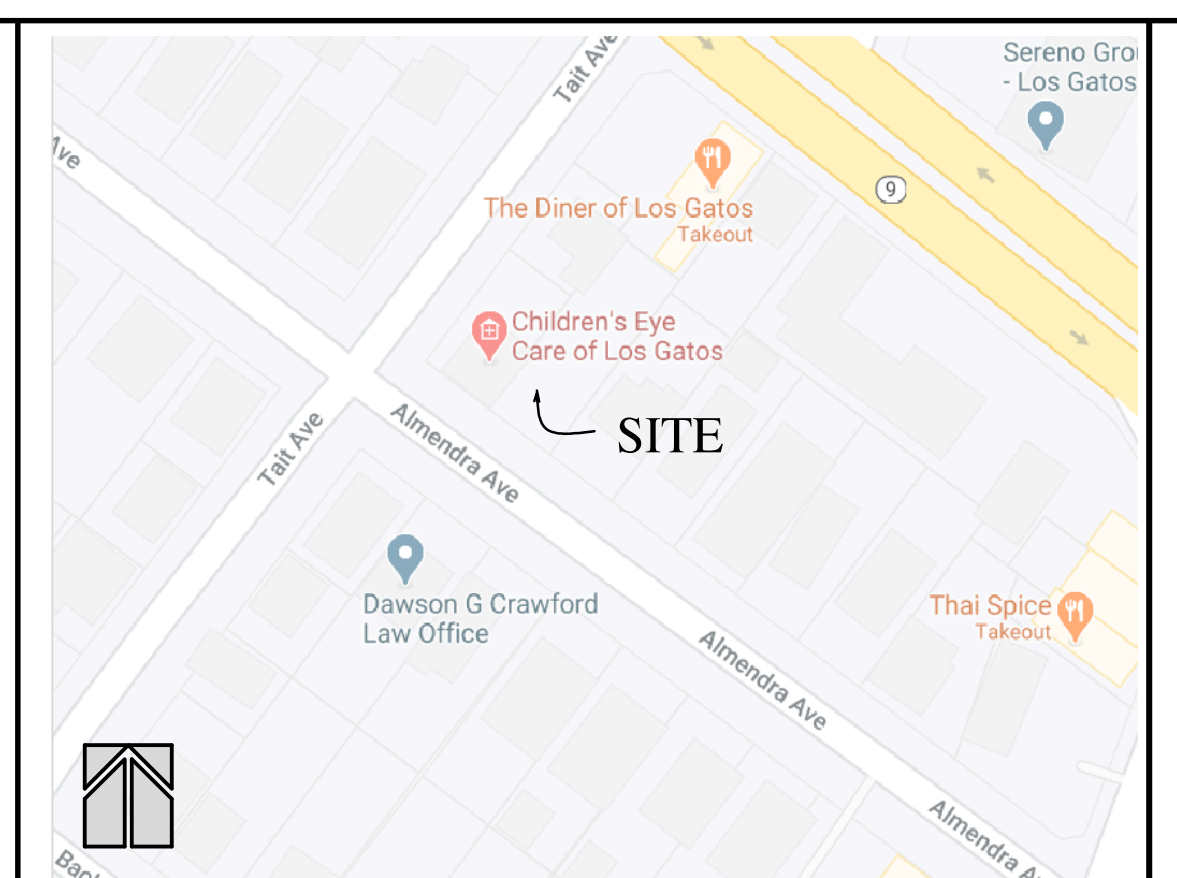 Sereno Gro
- Los Gatos
Tait Ave
Ave
9
The Diner of Los Gatos
Takeout
Children's Eye
Care of Los Gatos
SITE
Almendra Ave
Tait Ave
Dawson G Crawford
Law Office
Thai Spice
Takeout
Almendra Ave
Almendra A